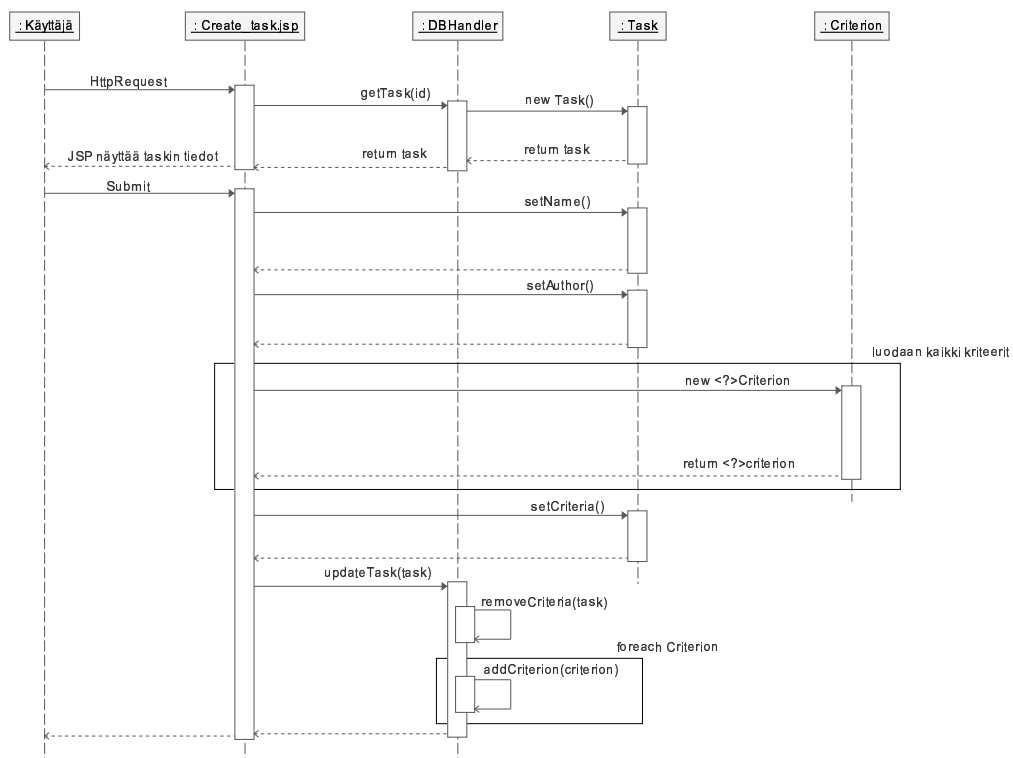 : Käyttäjä
: Create_task.jsp
: DBHandler
: Task
: Criterion
HttpRequest
getTask(id)
new Task()
return task
return task
JSP näyttää taskin tiedot
Submit
setName()
setAuthor()
luodaan kaikki kriteerit
new <?>Criterion
return <?>criterion
setCriteria()
updateTask(task)
removeCriteria(task)
foreach Criterion
addCriterion(criterion)